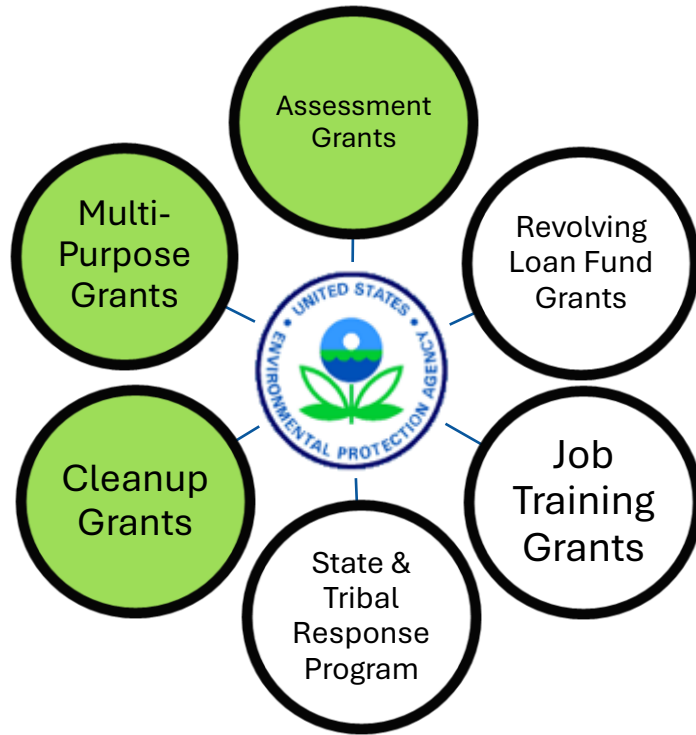 Assessment
Grants
Multi-
Purpose
Grants
Revolving
Loan Fund
Grants
• UNITED STATES •
ENVIRONMENTAL PROTECTION AGENCY
Cleanup
Grants
Job
Training
Grants
State &
Tribal
Response
Program